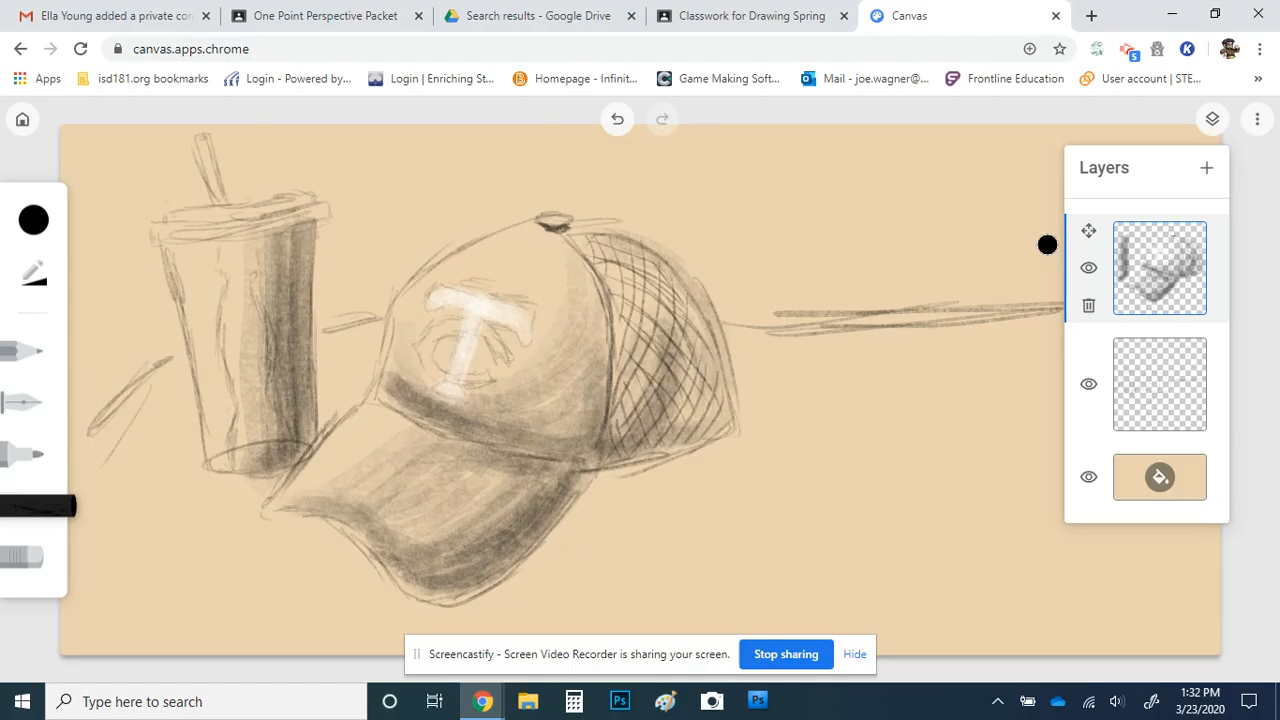 Ella Young added a private co
One Point Perspective Packet
Search results - Google Drive
Classwork for Drawing Spring
Canvas
canvas.apps.chrome
Apps
isd181.org bookmarks
Login - Powered by...
Login | Enriching St...
Homepage - Infinit...
Game Making Soft...
Mail - joe.wagner@...
Frontline Education
User account | STE...
»
5
K
Layers
T
Screencastify - Screen Video Recorder is sharing your screen.
Stop sharing
Hide
Type here to search
Ps
Ps
1:32 PM
3/23/2020